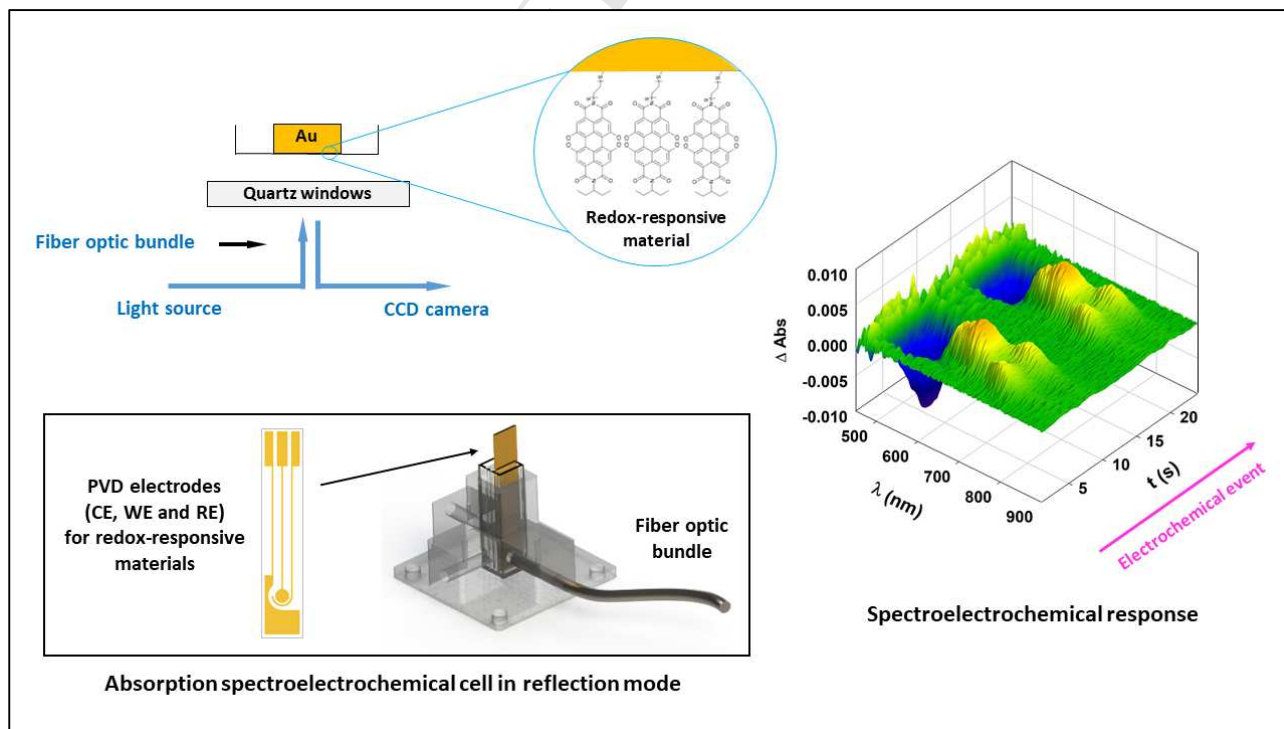 Au
Quartz windows
Fiber optic bundle
Light source
CCD camera
Redox-responsive
material
PVD electrodes
(CE, WE and RE)
for redox-responsive
materials
Fiber optic
bundle
Absorption spectroelectrochemical cell in reflection mode
Δ Abs
0.010
0.005
0.000
-0.005
-0.010
500
600
700
800
900
λ (nm)
5
10
15
20
t (s)
Electrochemical event
Spectroelectrochemical response